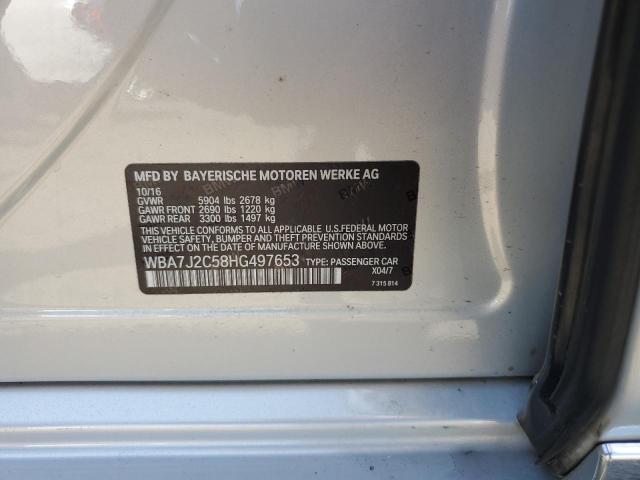 MFD BY BAYERISCHE MOTOREN WERKE AG
10/16
GVWR 5904 lbs 2678 kg
GAWR FRONT 2690 lbs 1220 kg
GAWR REAR 3300 lbs 1497 kg
THIS VEHICLE CONFORMS TO ALL APPLICABLE U.S.FEDERAL MOTOR
VEHICLE SAFETY, BUMPER AND THEFT PREVENTION STANDARDS IN
EFFECT ON THE DATE OF MANUFACTURE SHOWN ABOVE.
WBA7J2C58HG497653 TYPE: PASSENGER CAR
X04/7
7 315 814